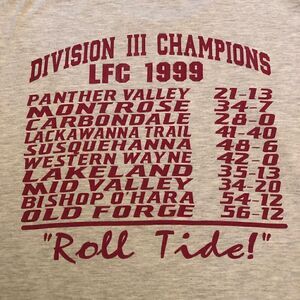 DIVISION III CHAMPIONS
LFC 1999
PANTHER VALLEY 21-13
MONTROSE 34-7
CARBONDALE 28-0
LACKAWANNA TRAIL 41-40
SUSQUEHANNA 48-6
WESTERN WAYNE 42-0
LAKELAND 35-13
MID VALLEY 34-20
BISHOP O'HARA 54-12
OLD FORGE 56-12
"Roll Tide!"